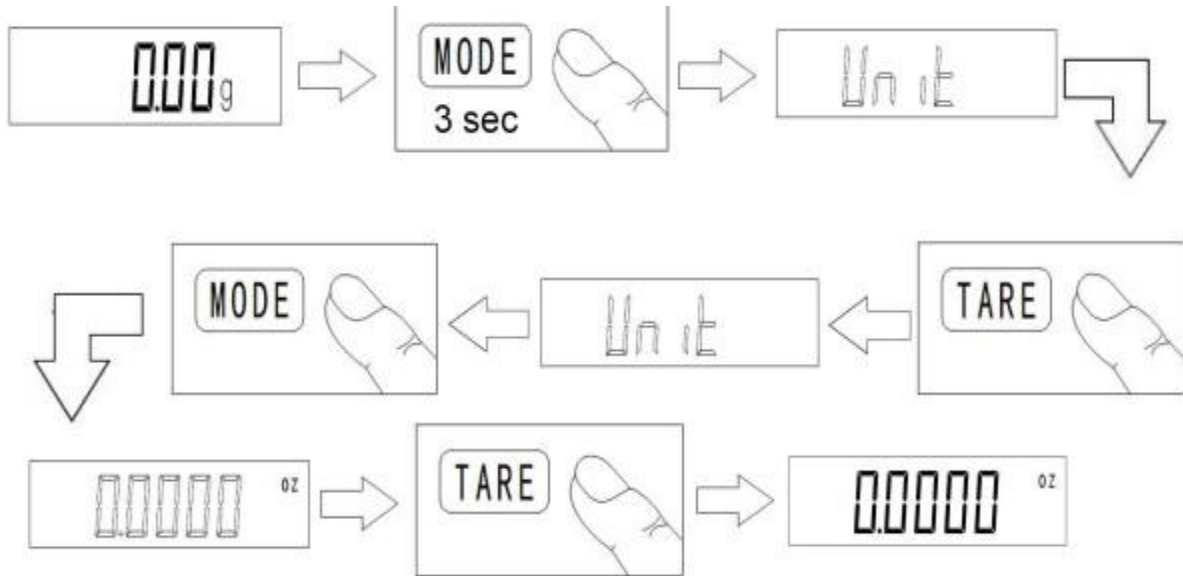 0.00g
MODE
3 sec
Unit
TARE
Unit
MODE
0.0000 oz
TARE
0.0000 oz